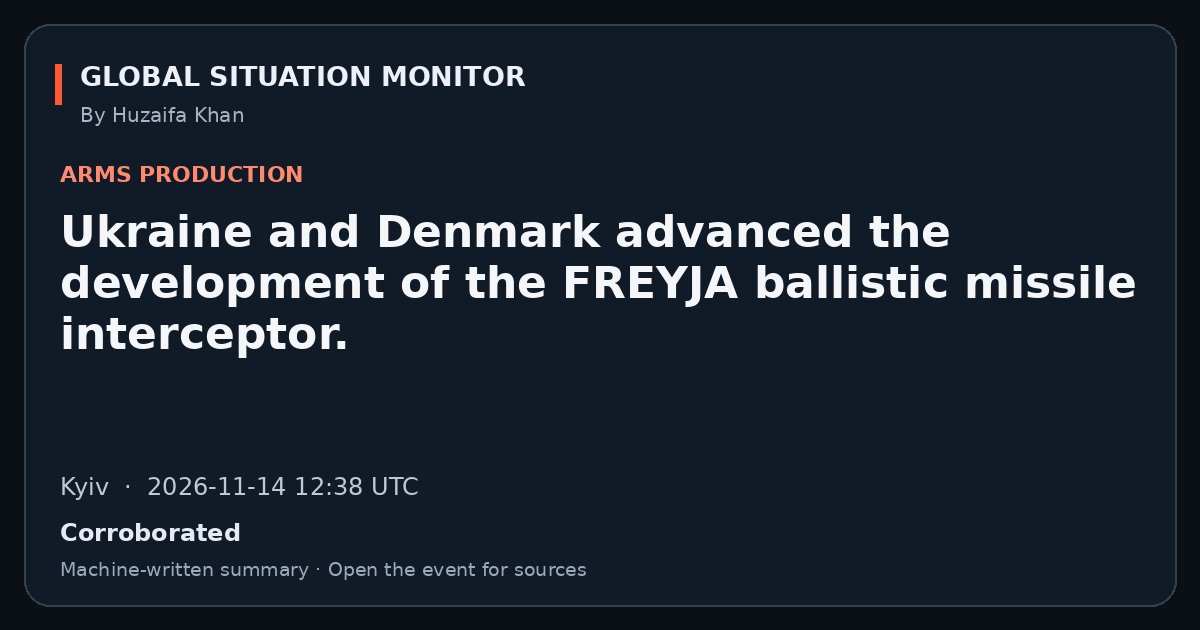 GLOBAL SITUATION MONITOR
By Huzaifa Khan
ARMS PRODUCTION
Ukraine and Denmark advanced the
development of the FREYJA ballistic missile
interceptor.
Kyiv · 2026-11-14 12:38 UTC
Corroborated
Machine-written summary · Open the event for sources